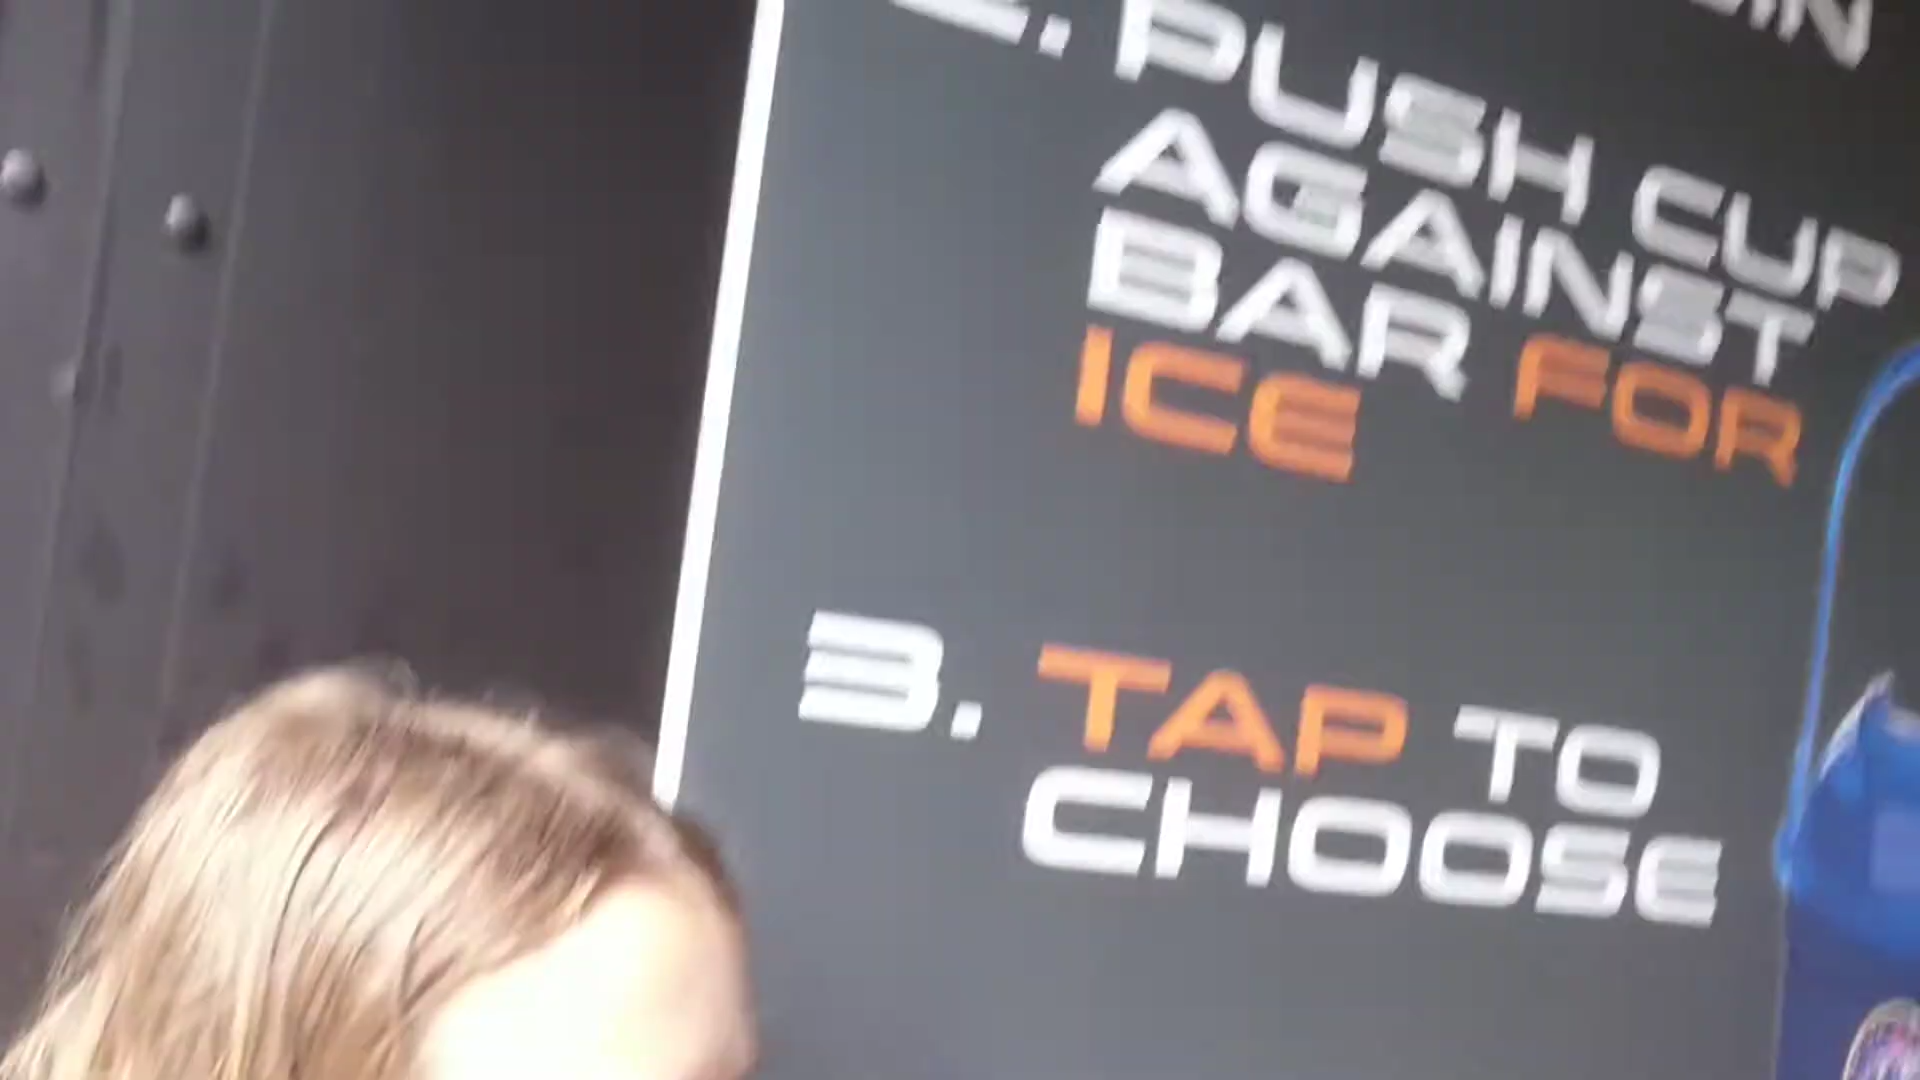 2. PUSH CUP
AGAINST
BAR FOR
ICE
3. TAP TO
CHOOSE